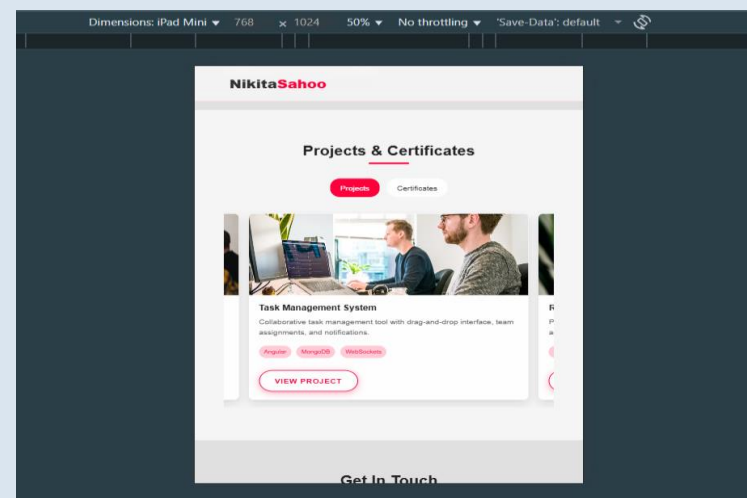 Dimensions: iPad Mini 768 x 1024 50% No throttling 'Save-Data': default
NikitaSahoo
Projects & Certificates
Projects Certificates
Task Management System
Collaborative task management tool with drag-and-drop interface, team
assignments, and notifications.
Angular MongoDB WebSockets
VIEW PROJECT
Get In Touch